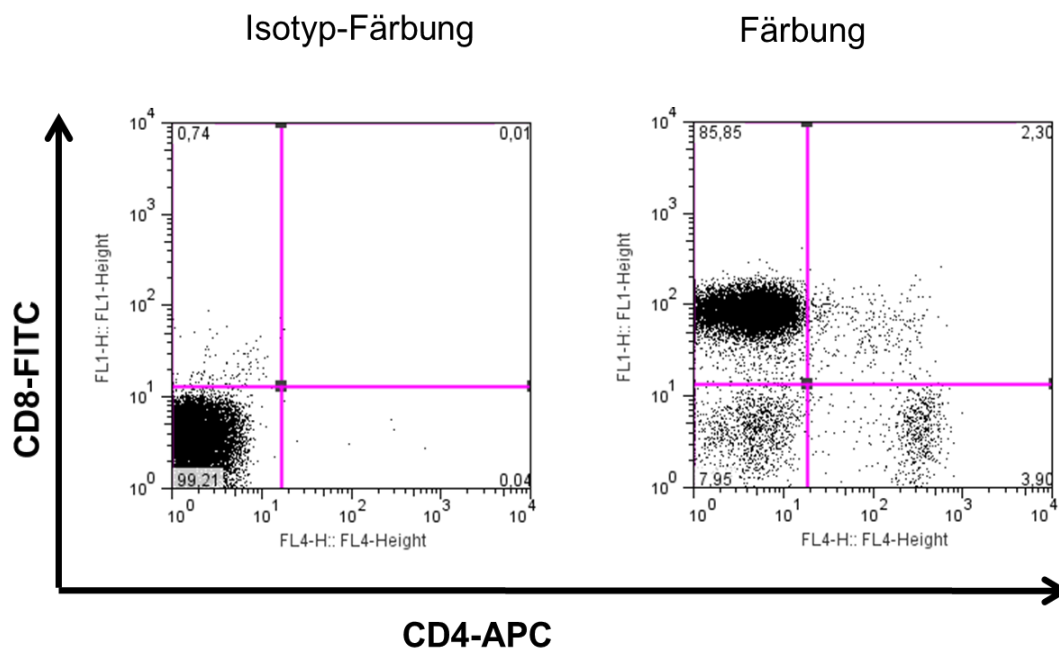 Isotyp-Färbung
Färbung
10^4
0,74
0,01
10^3
10^2
10^1
10^0
99,21
0,04
10^0 10^1 10^2 10^3 10^4
FL1-H:: FL1-Height
FL4-H:: FL4-Height
10^4
85,85
2,30
10^3
10^2
10^1
10^0
7,95
3,90
10^0 10^1 10^2 10^3 10^4
FL1-H:: FL1-Height
FL4-H:: FL4-Height
CD8-FITC
CD4-APC